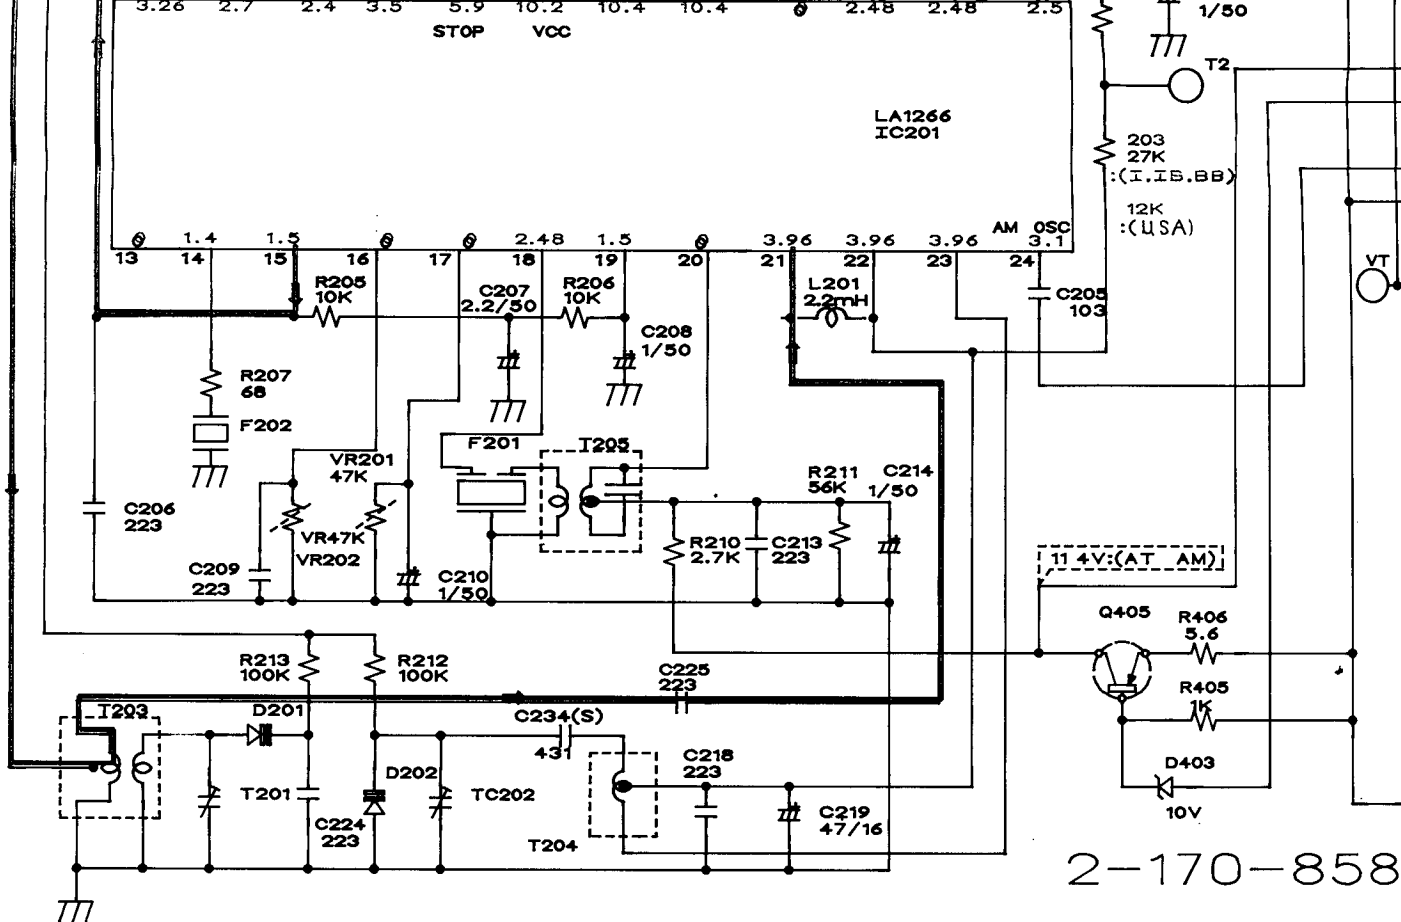 3.26 2.7 2.4 3.5 5.9 10.2 10.4 10.4 0 2.48 2.48 2.5
1/50
STOP VCC
T2
LA1266
IC201
203
27K
:(I.IB.BB)
12K
:(USA)
0 1.4 1.5 0 0 2.48 1.5 0 3.96 3.96 3.96 3.1
AM OSC
13 14 15 16 17 18 19 20 21 22 23 24
VT
R205
10K
C207
2.2/50
R206
10K
C208
1/50
L201
2.2mH
C205
103
R207
68
F202
F201
T205
VR201
47K
R211
56K
C214
1/50
C206
223
VR47K
VR202
R210
2.7K
C213
223
C209
223
C210
1/50
11 4V:(AT AM)
Q405
R406
5.6
R213
100K
R212
100K
C225
223
R405
1K
T203
D201
C234(S)
431
C218
223
D403
10V
D202
T201
TC202
C224
223
C219
47/16
T204
2-170-858